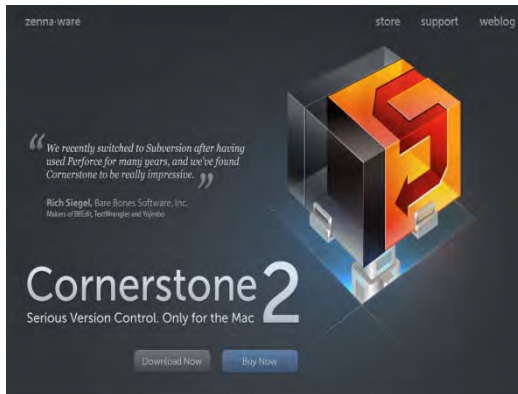 zenna·ware
store support weblog
“We recently switched to Subversion after having
used Perforce for many years, and we've found
Cornerstone to be really impressive.”
Rich Siegel, Bare Bones Software, Inc.
Makers of BBEdit, TextWrangler and Yojimbo
Cornerstone 2
Serious Version Control. Only for the Mac
Download Now Buy Now